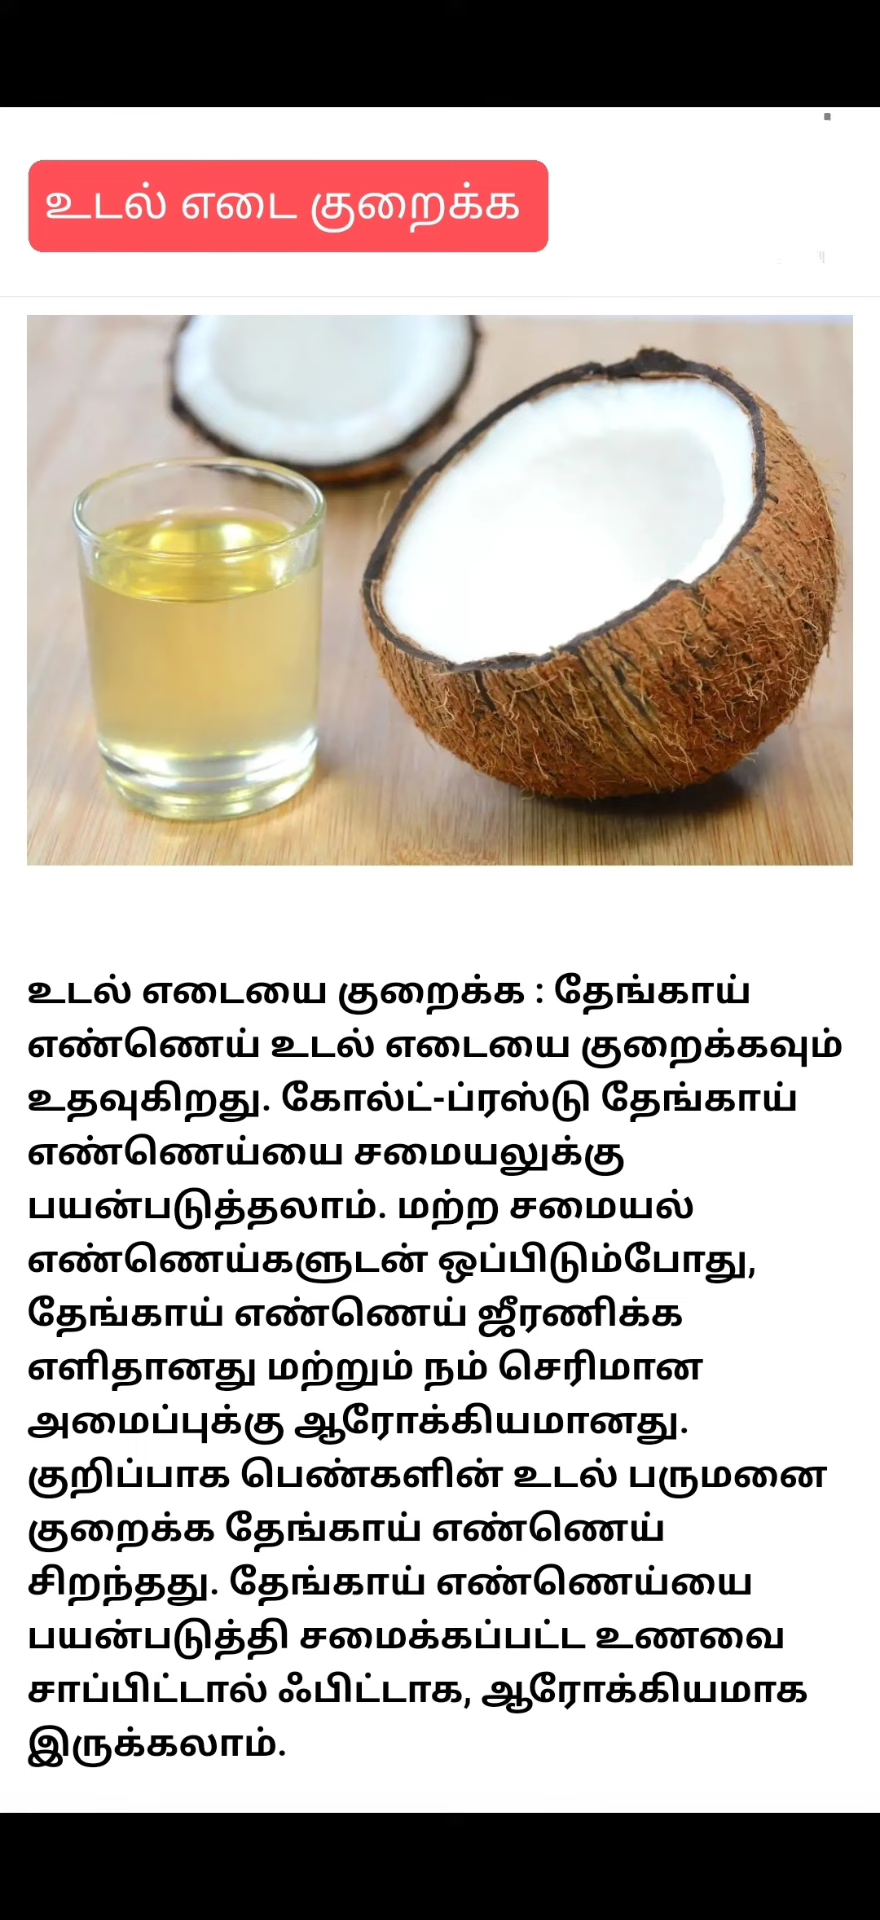 உடல் எடை குறைக்க
உடல் எடையை குறைக்க : தேங்காய்
எண்ணெய் உடல் எடையை குறைக்கவும்
உதவுகிறது. கோல்ட்-ப்ரஸ்டு தேங்காய்
எண்ணெய்யை சமையலுக்கு
பயன்படுத்தலாம். மற்ற சமையல்
எண்ணெய்களுடன் ஒப்பிடும்போது,
தேங்காய் எண்ணெய் ஜீரணிக்க
எளிதானது மற்றும் நம் செரிமான
அமைப்புக்கு ஆரோக்கியமானது.
குறிப்பாக பெண்களின் உடல் பருமனை
குறைக்க தேங்காய் எண்ணெய்
சிறந்தது. தேங்காய் எண்ணெய்யை
பயன்படுத்தி சமைக்கப்பட்ட உணவை
சாப்பிட்டால் ஃபிட்டாக, ஆரோக்கியமாக
இருக்கலாம்.